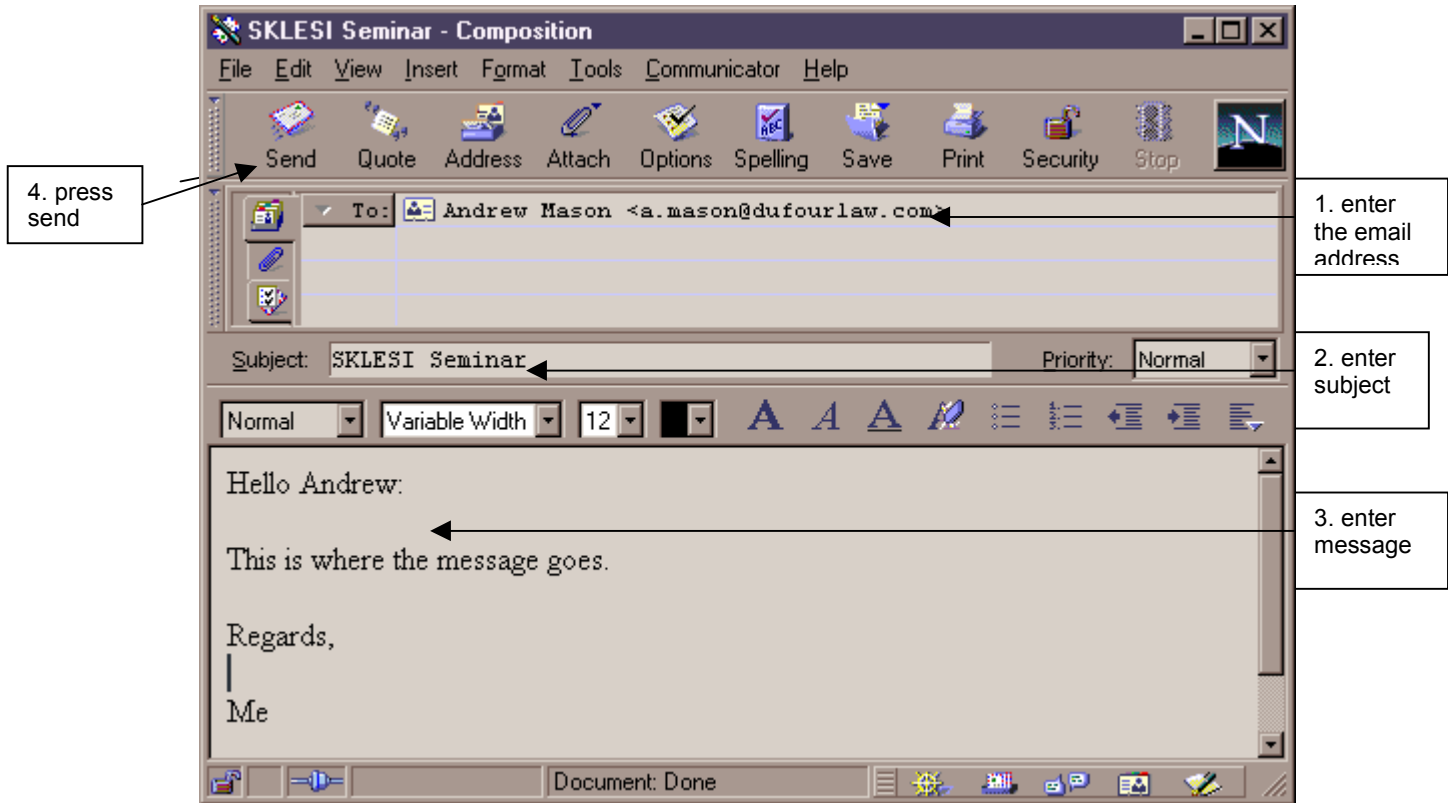 SKLESI Seminar - Composition
File Edit View Insert Format Tools Communicator Help
Send Quote Address Attach Options Spelling Save Print Security Stop
N
4. press
send
To: Andrew Mason <a.mason@dufourlaw.com>
1. enter
the email
address
Subject: SKLESI Seminar Priority: Normal
2. enter
subject
Normal Variable Width 12 A A A
Hello Andrew:
This is where the message goes.
3. enter
message
Regards,
Me
Document: Done